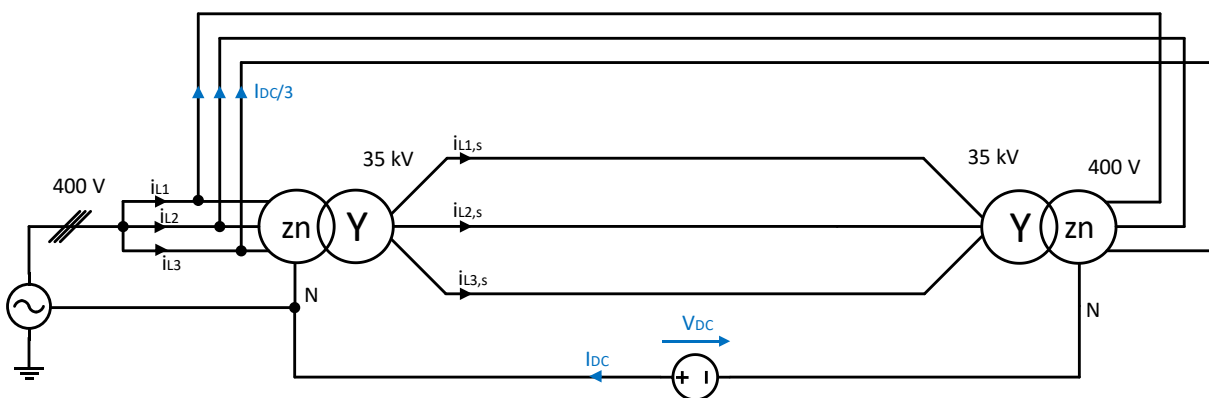 IDC/3
35 kV
iL1,s
35 kV
400 V
400 V
iL1
iL2
iL3
zn
Y
iL2,s
Y
zn
iL3,s
N
N
VDC
IDC